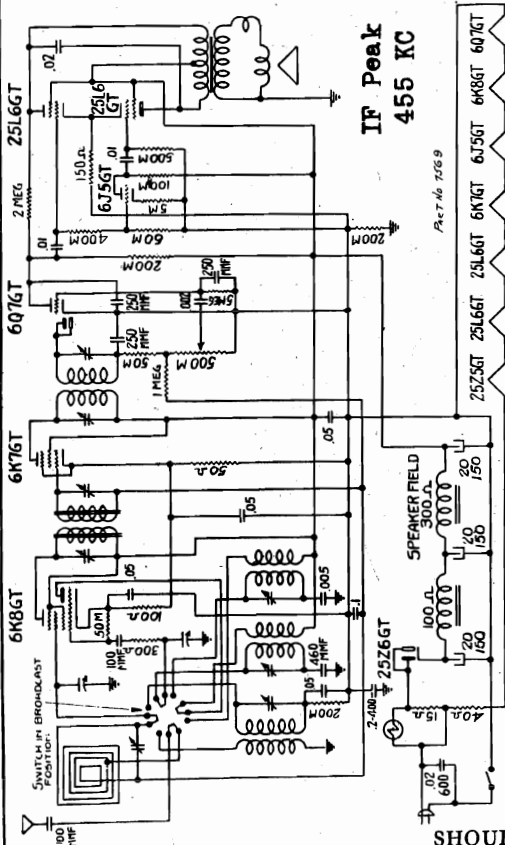 25L6GT
.02
25L6
GT
IF Peak
455 KC
2 MEG
150Ω
6J5GT
.01
500M
100M
5M
.01
400M
60M
200M
200M
6Q7GT
250
MMF
250
MMF
50M
.002
250
MMF
5MEG
500M
1 MEG
6K7GT
.05
50Ω
.05
6K8GT
.05
50M
100Ω
100
MMF
300Ω
SWITCH IN BROADCAST
POSITION
MMF
.005
460
MMF
.05
200M
.1
.2-400
25Z6GT
15Ω
40Ω
.02
600
100Ω
SPEAKER FIELD
300Ω
20
150
20
150
20
150
PART NO 7569
25Z5GT
25L6GT
25L6GT
6K7GT
6J5GT
6K8GT
6Q7GT
SHOUL